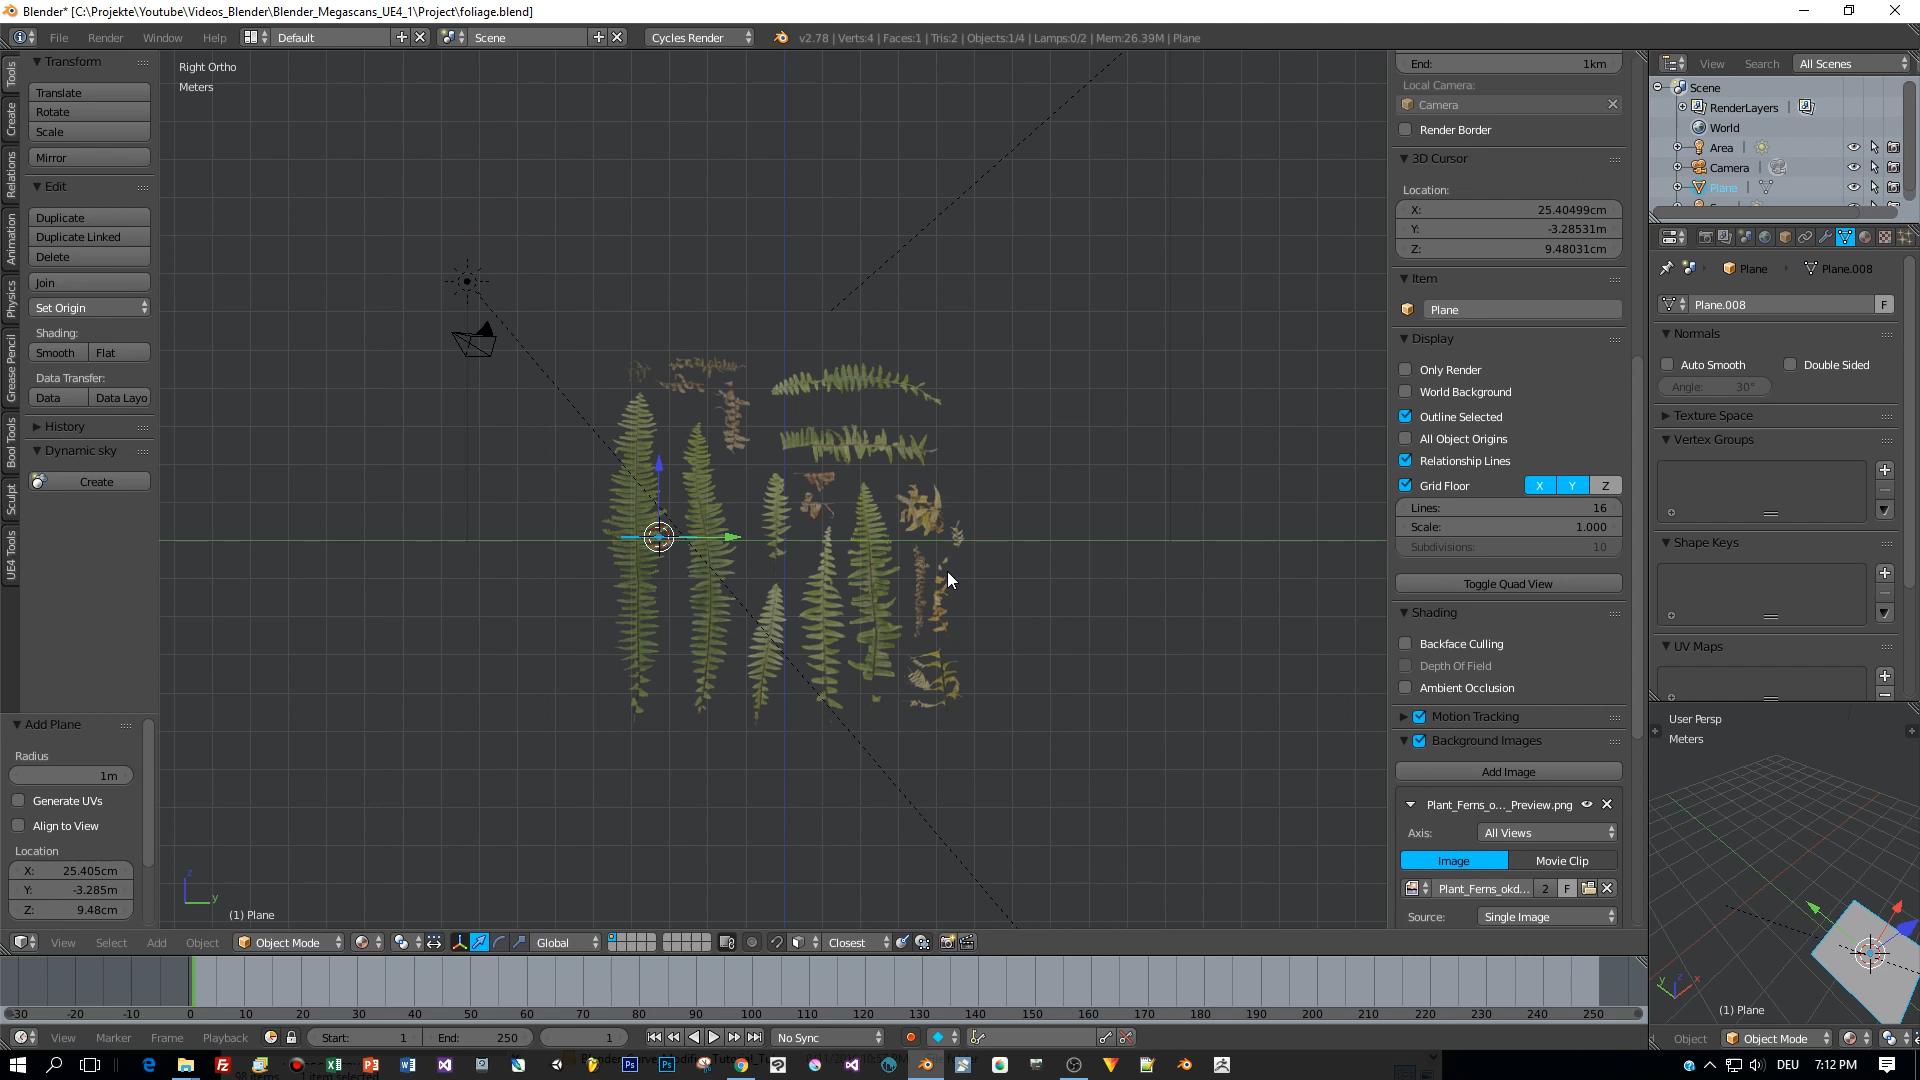 Blender* [C:\Projekte\Youtube\Videos_Blender\Blender_Megascans_UE4_1\Project\foliage.blend]
File Render Window Help Default Scene Cycles Render v2.78 | Verts:4 | Faces:1 | Tris:2 | Objects:1/4 | Lamps:0/2 | Mem:26.39M | Plane
Tools
Create
Relations
Animation
Physics
Grease Pencil
Bool Tools
Sculpt
UE4 Tools
Transform
Translate
Rotate
Scale
Mirror
Edit
Duplicate
Duplicate Linked
Delete
Join
Set Origin
Shading:
Smooth Flat
Data Transfer:
Data Data Layo
History
Dynamic sky
Create
Add Plane
Radius
1m
Generate UVs
Align to View
Location
X: 25.405cm
Y: -3.285m
Z: 9.48cm
Right Ortho
Meters
z
y
(1) Plane
End: 1km
Local Camera:
Camera
Render Border
3D Cursor
Location:
X: 25.40499cm
Y: -3.28531m
Z: 9.48031cm
Item
Plane
Display
Only Render
World Background
Outline Selected
All Object Origins
Relationship Lines
Grid Floor X Y Z
Lines: 16
Scale: 1.000
Subdivisions: 10
Toggle Quad View
Shading
Backface Culling
Depth Of Field
Ambient Occlusion
Motion Tracking
Background Images
Add Image
Plant_Ferns_o..._Preview.png
Axis: All Views
Image Movie Clip
Plant_Ferns_okd... 2 F
Source: Single Image
View Search All Scenes
Scene
RenderLayers |
World
Area |
Camera |
Plane |
Plane Plane.008
Plane.008 F
Normals
Auto Smooth Double Sided
Angle: 30°
Texture Space
Vertex Groups
Shape Keys
UV Maps
User Persp
Meters
y z x
(1) Plane
Object Object Mode
View Select Add Object Object Mode Global Closest
-30 -20 -10 0 10 20 30 40 50 60 70 80 90 100 110 120 130 140 150 160 170 180 190 200 210 220 230 240 250
View Marker Frame Playback Start: 1 End: 250 1 No Sync
DEU 7:12 PM